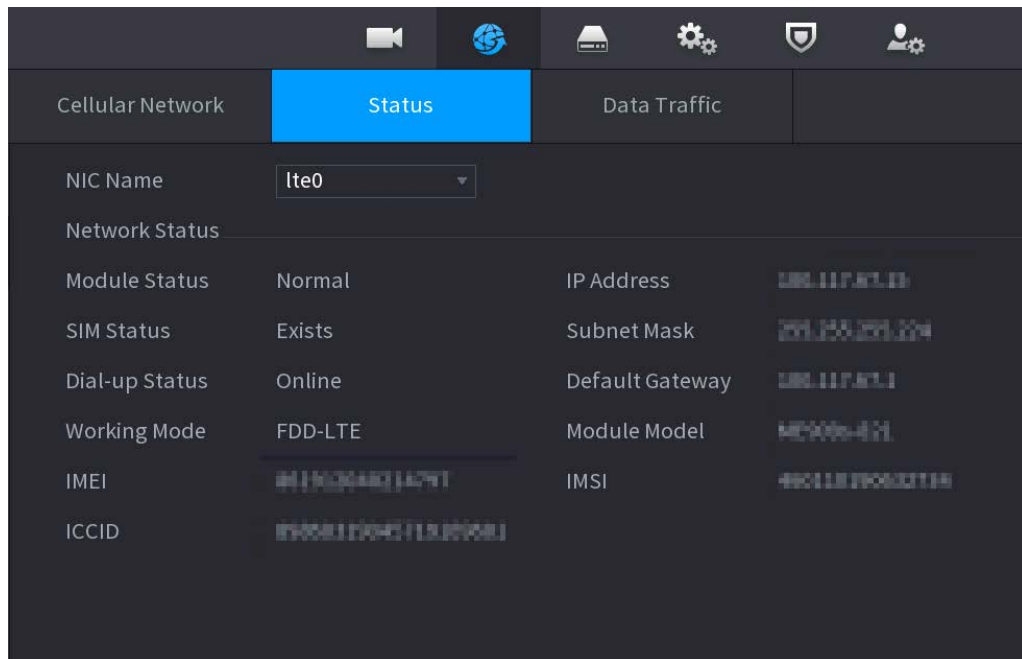 Cellular Network Status Data Traffic
NIC Name lte0
Network Status
Module Status Normal IP Address
SIM Status Exists Subnet Mask
Dial-up Status Online Default Gateway
Working Mode FDD-LTE Module Model
IMEI IMSI
ICCID